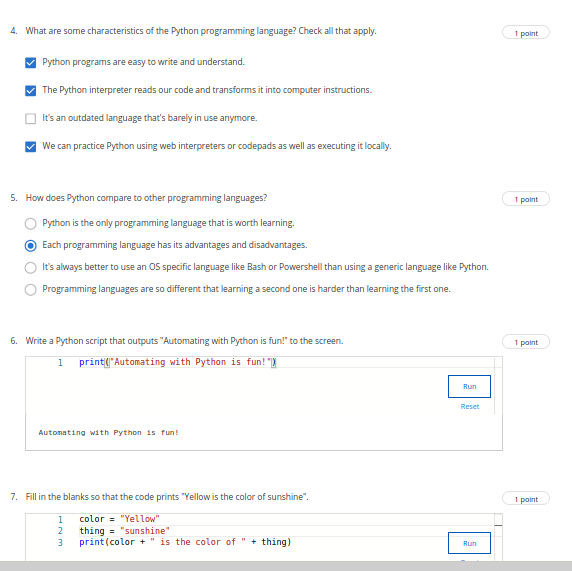 4. What are some characteristics of the Python programming language? Check all that apply.
1 point
Python programs are easy to write and understand.
The Python interpreter reads our code and transforms it into computer instructions.
It's an outdated language that's barely in use anymore.
We can practice Python using web interpreters or codepads as well as executing it locally.
5. How does Python compare to other programming languages?
1 point
Python is the only programming language that is worth learning.
Each programming language has its advantages and disadvantages.
It's always better to use an OS specific language like Bash or Powershell than using a generic language like Python.
Programming languages are so different that learning a second one is harder than learning the first one.
6. Write a Python script that outputs "Automating with Python is fun!" to the screen.
1 point
1 print("Automating with Python is fun!")
Run
Reset
Automating with Python is fun!
7. Fill in the blanks so that the code prints "Yellow is the color of sunshine".
1 point
1 color = "Yellow"
2 thing = "sunshine"
3 print(color + " is the color of " + thing)
Run